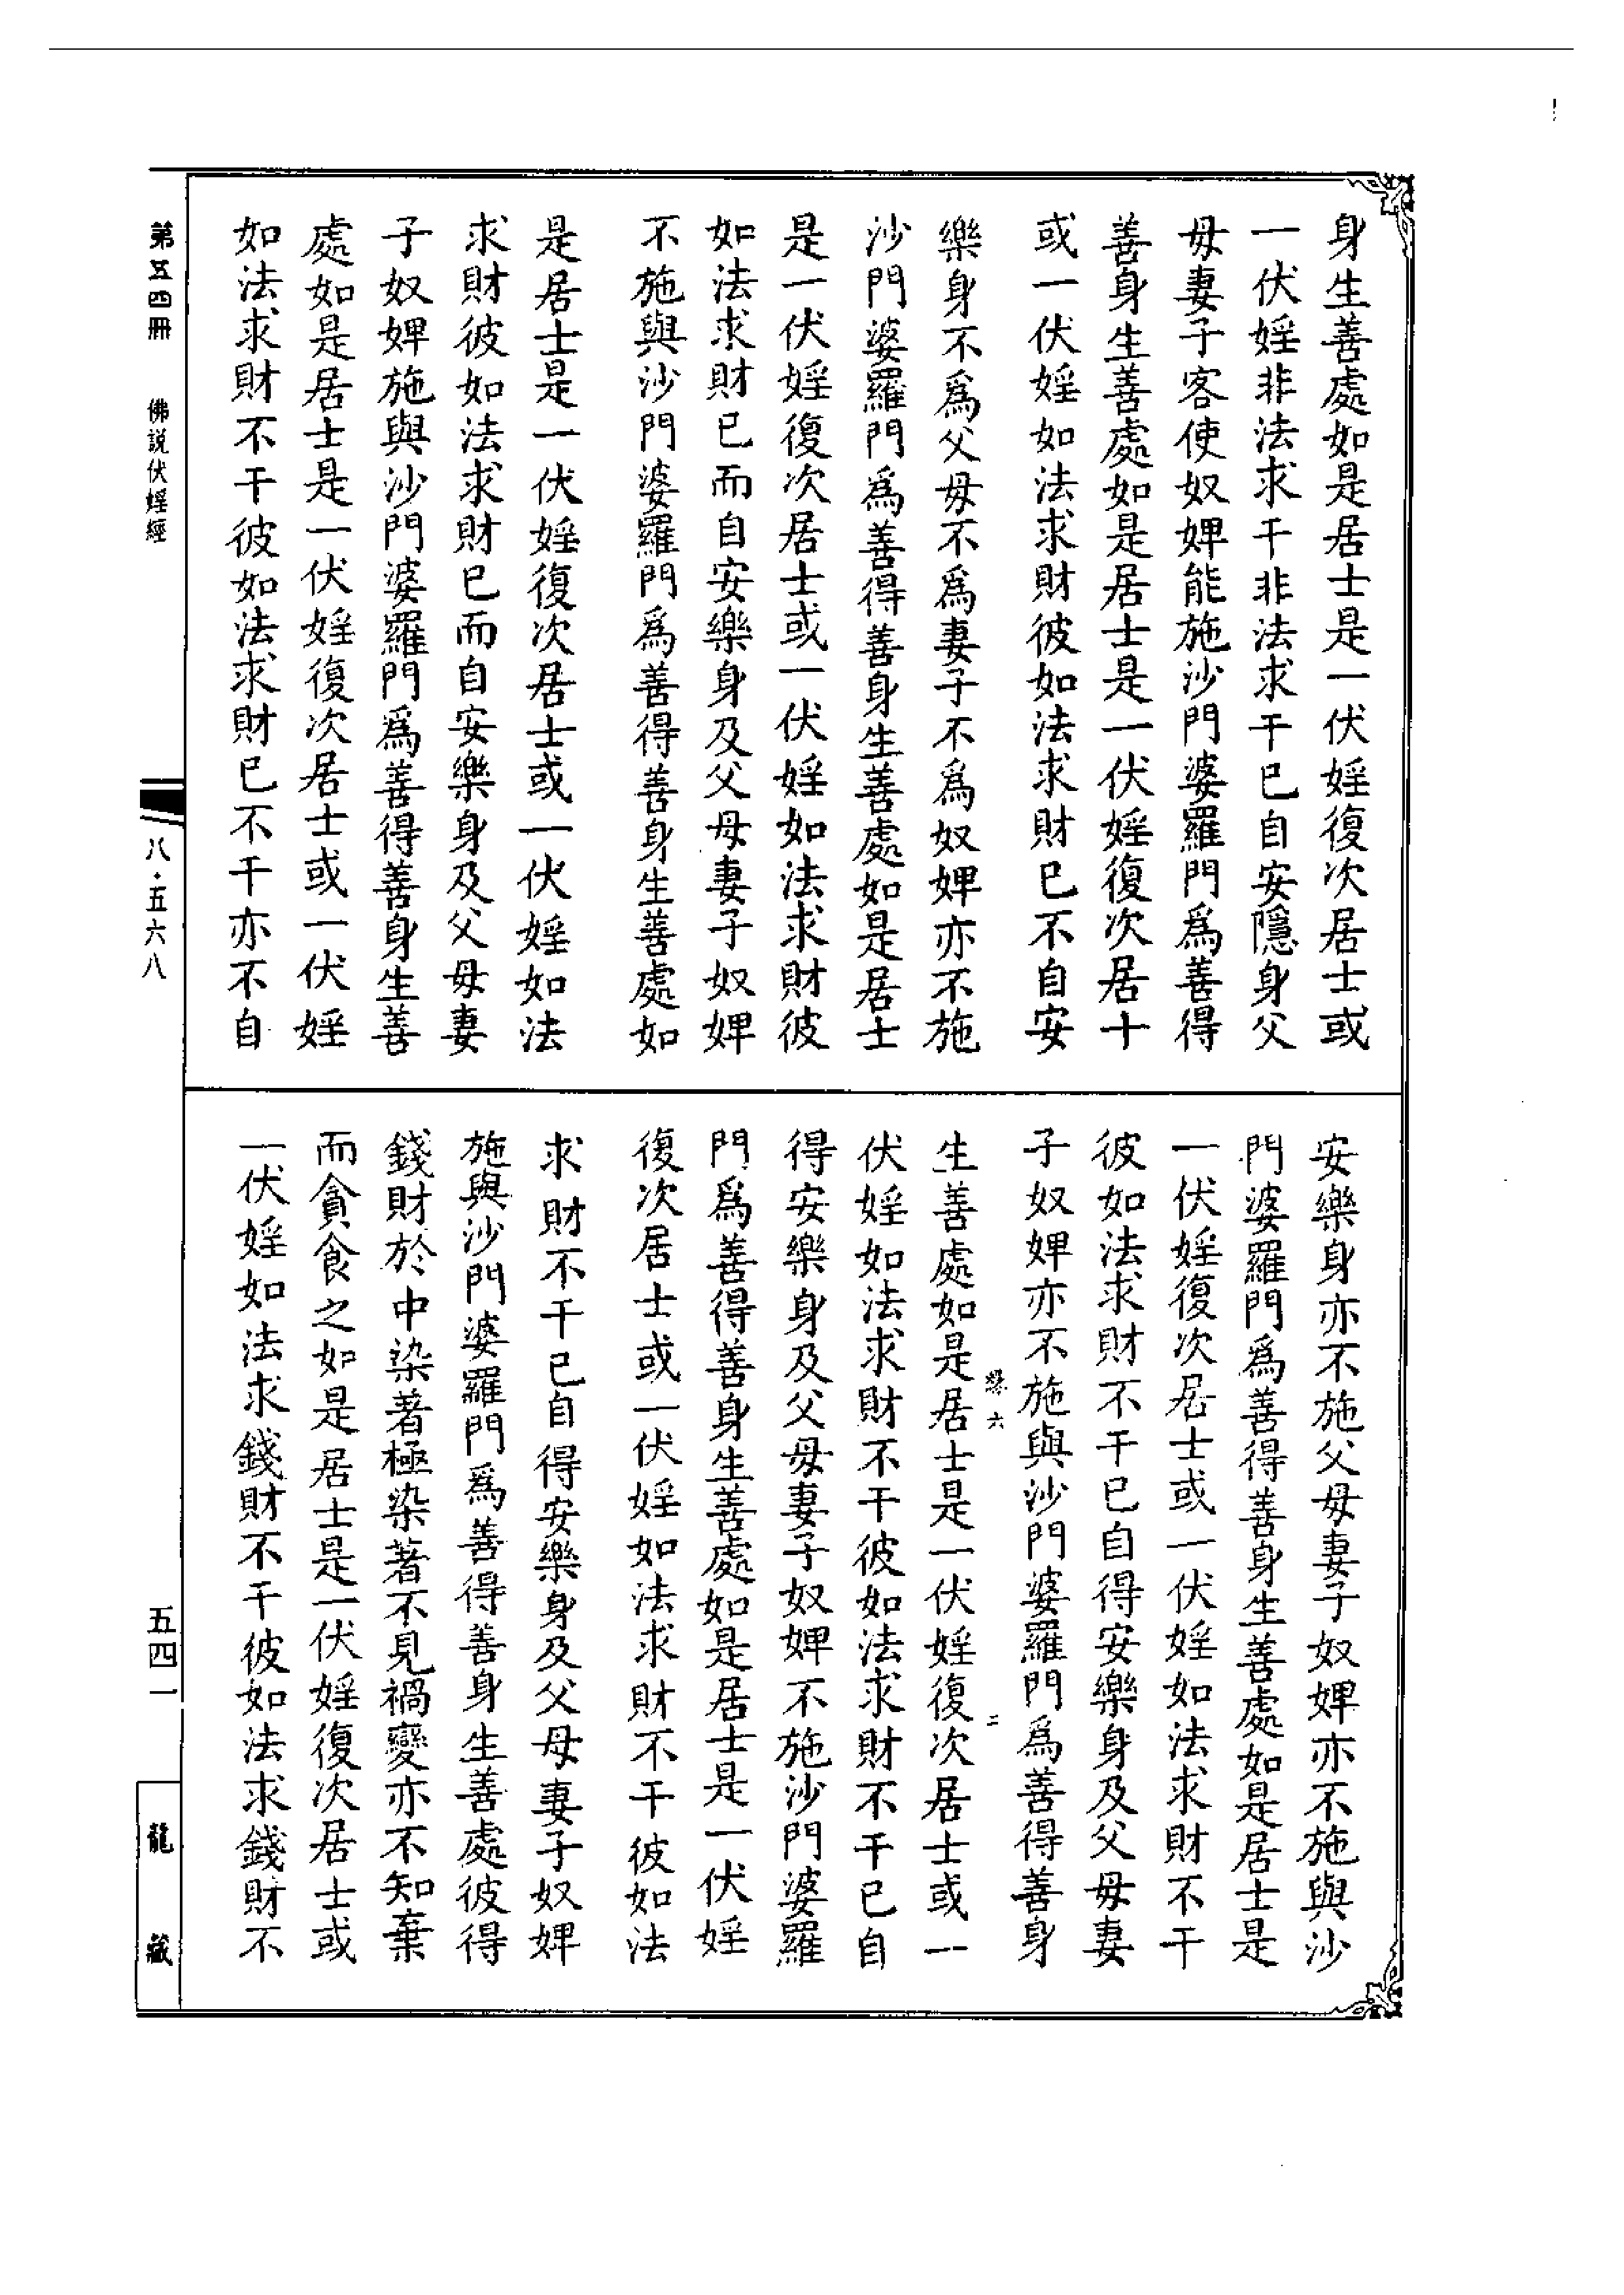 身生善處如是居士是一伏婬復次居士或
一伏婬非法求干非法求干已自安隱身父
母妻子客使奴婢能施沙門婆羅門爲善得
善身生善處如是居士是一伏婬復次居十
或一伏婬如法求財彼如法求財已不自安
樂身不爲父母不爲妻子不爲奴婢亦不施
沙門婆羅門爲善得善身生善處如是居士
是一伏婬復次居士或一伏婬如法求財彼
如法求財已而自安樂身及父母妻子奴婢
不施與沙門婆羅門爲善得善身生善處如
是居士是一伏婬復次居士或一伏婬如法
求財彼如法求財已而自安樂身及父母妻
子奴婢施與沙門婆羅門爲善得善身生善
處如是居士是一伏婬復次居士或一伏婬
如法求財不干彼如法求財已不干亦不自
安樂身亦不施父母妻子奴婢亦不施與沙
門婆羅門爲善得善身生善處如是居士是
一伏婬復次居士或一伏婬如法求財不干
彼如法求財不干已自得安樂身及父母妻
子奴婢亦不施與沙門婆羅門爲善得善身
六 二
生善處如是居士是一伏婬復次居士或一
伏婬如法求財不干彼如法求財不干已自
得安樂身及父母妻子奴婢不施沙門婆羅
門爲善得善身生善處如是居士是一伏婬
復次居士或一伏婬如法求財不干彼如法
求財不干已自得安樂身及父母妻子奴婢
施與沙門婆羅門爲善得善身生善處彼得
錢財於中染著極染著不見禍變亦不知棄
而貪食之如是居士是一伏婬復次居士或
一伏婬如法求錢財不干彼如法求錢財不
第五四冊 佛説伏婬經
八·五六八
五四一
龍藏